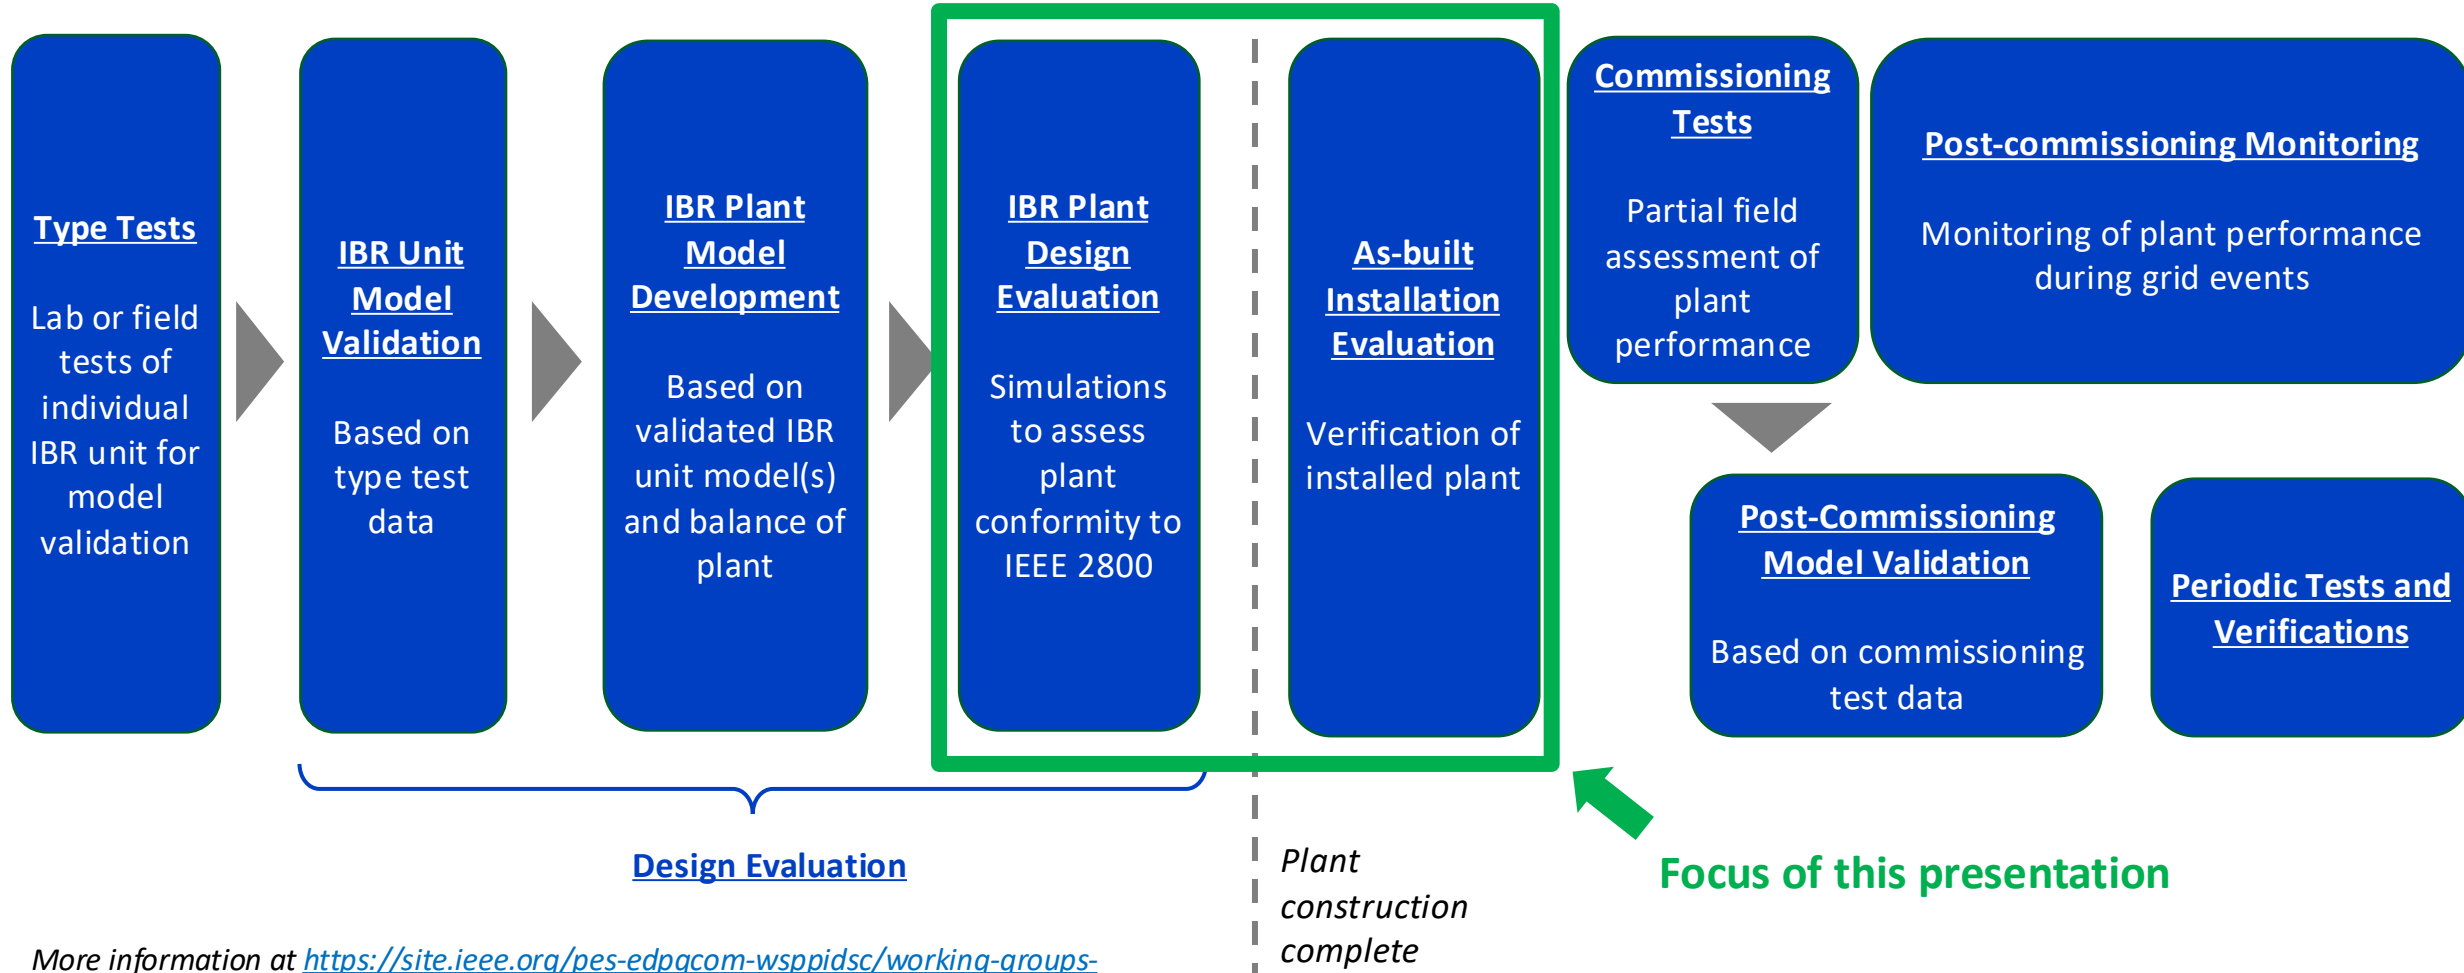 Type Tests
Lab or field
tests of
individual
IBR unit for
model
validation
IBR Unit
Model
Validation
Based on
type test
data
IBR Plant
Model
Development
Based on
validated IBR
unit model(s)
and balance of
plant
IBR Plant
Design
Evaluation
Simulations
to assess
plant
conformity to
IEEE 2800
As-built
Installation
Evaluation
Verification of
installed plant
Commissioning
Tests
Partial field
assessment of
plant
performance
Post-commissioning Monitoring
Monitoring of plant performance
during grid events
Post-Commissioning
Model Validation
Based on commissioning
test data
Periodic Tests and
Verifications
Design Evaluation
Plant
construction
complete
Focus of this presentation
More information at https://site.ieee.org/pes-edpgcom-wsppidsc/working-groups-